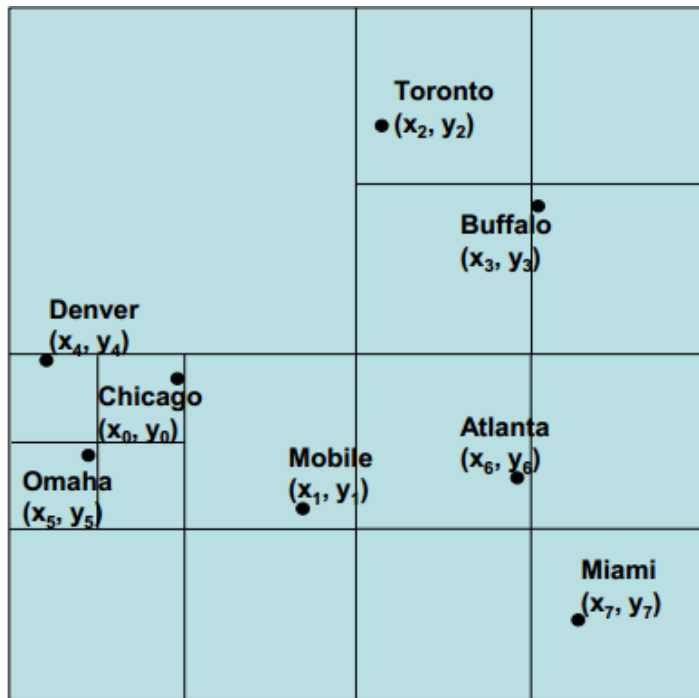 Toronto
(x₂, y₂)
Buffalo
(x₃, y₃)
Denver
(x₄, y₄)
Chicago
(x₀, y₀)
Mobile
(x₁, y₁)
Atlanta
(x₆, y₆)
Omaha
(x₅, y₅)
Miami
(x₇, y₇)